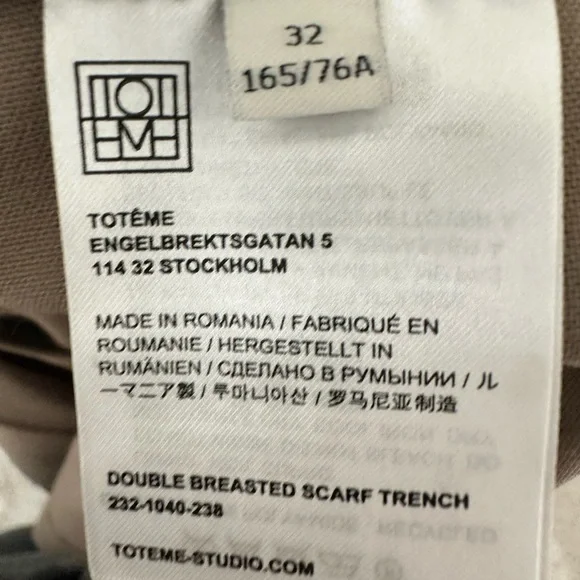 32
165/76A
TOTÊME
TOTÊME
ENGELBREKTSGATAN 5
114 32 STOCKHOLM
MADE IN ROMANIA / FABRIQUÉ EN
ROUMANIE / HERGESTELLT IN
RUMÄNIEN / СДЕЛАНО В РУМЫНИИ / ル
ーマニア製 / 루마니아산 / 罗马尼亚制造
DOUBLE BREASTED SCARF TRENCH
232-1040-238
TOTEME-STUDIO.COM